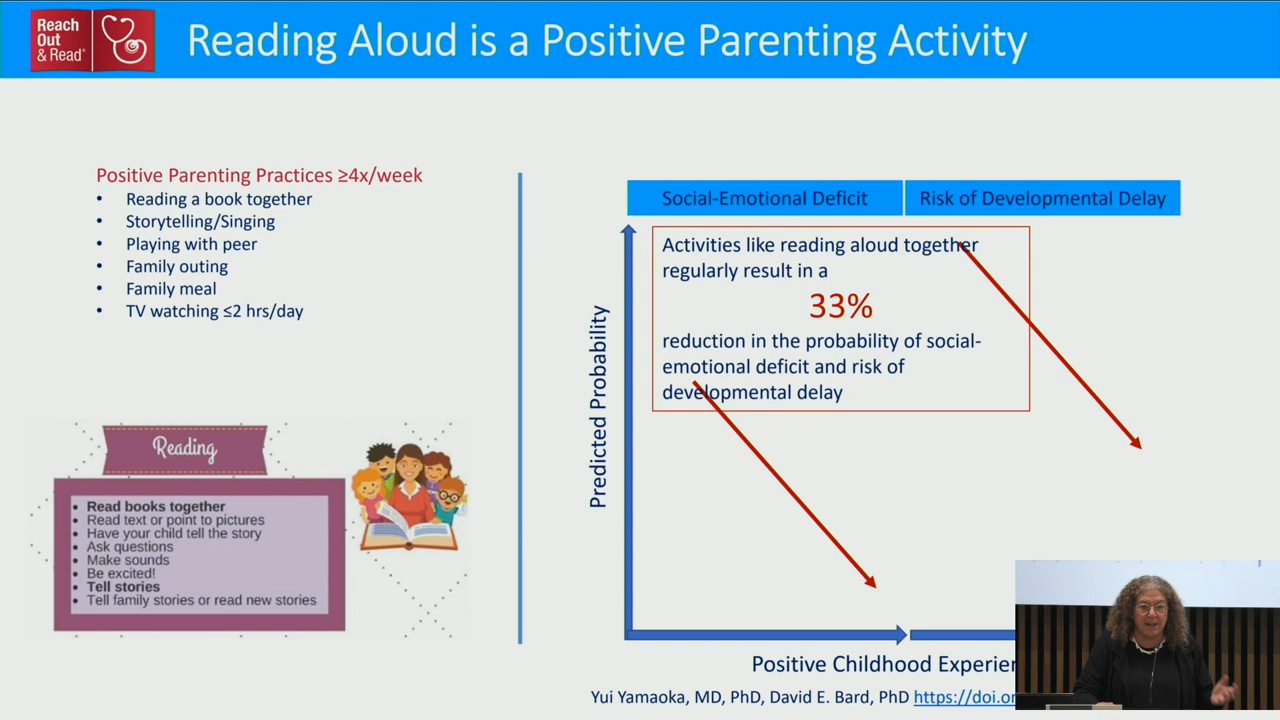 Reach
Out
& Read®
Reading Aloud is a Positive Parenting Activity
Positive Parenting Practices ≥4x/week
• Reading a book together
• Storytelling/Singing
• Playing with peer
• Family outing
• Family meal
• TV watching ≤2 hrs/day
Reading
• Read books together
• Read text or point to pictures
• Have your child tell the story
• Ask questions
• Make sounds
• Be excited!
• Tell stories
• Tell family stories or read new stories
Social-Emotional Deficit
Risk of Developmental Delay
Predicted Probability
Activities like reading aloud together
regularly result in a
33%
reduction in the probability of social-
emotional deficit and risk of
developmental delay
Positive Childhood Experien
Yui Yamaoka, MD, PhD, David E. Bard, PhD https://doi.or